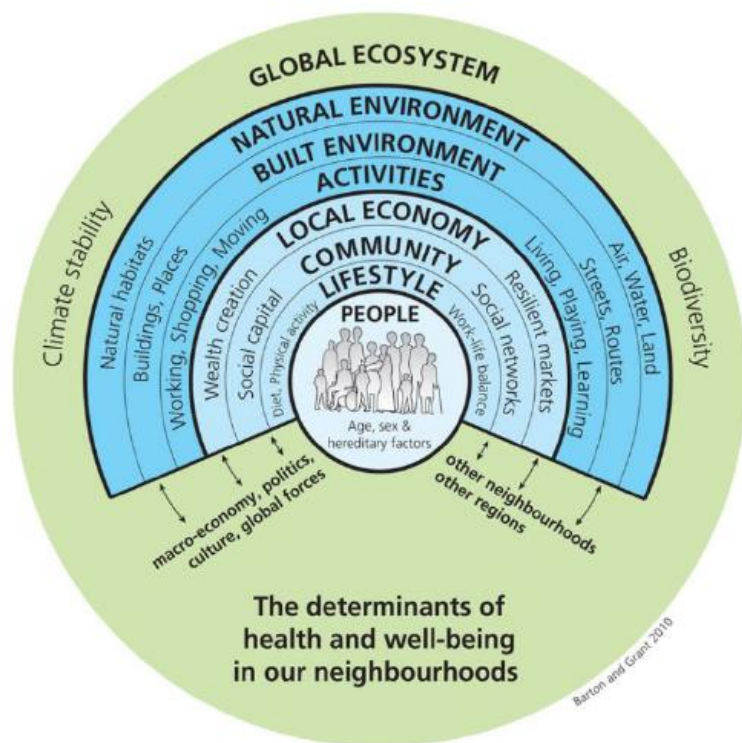 GLOBAL ECOSYSTEM
NATURAL ENVIRONMENT
BUILT ENVIRONMENT
ACTIVITIES
LOCAL ECONOMY
COMMUNITY
LIFESTYLE
PEOPLE
Age, sex &
hereditary factors
Climate stability
Natural habitats
Buildings, Places
Working, Shopping, Moving
Wealth creation
Social capital
Diet, Physical activity
Work-life balance
Social networks
Resilient markets
Living, Playing, Learning
Streets, Routes
Air, Water, Land
Biodiversity
macro-economy, politics,
culture, global forces
other neighbourhoods
other regions
The determinants of
health and well-being
in our neighbourhoods
Barton and Grant 2010